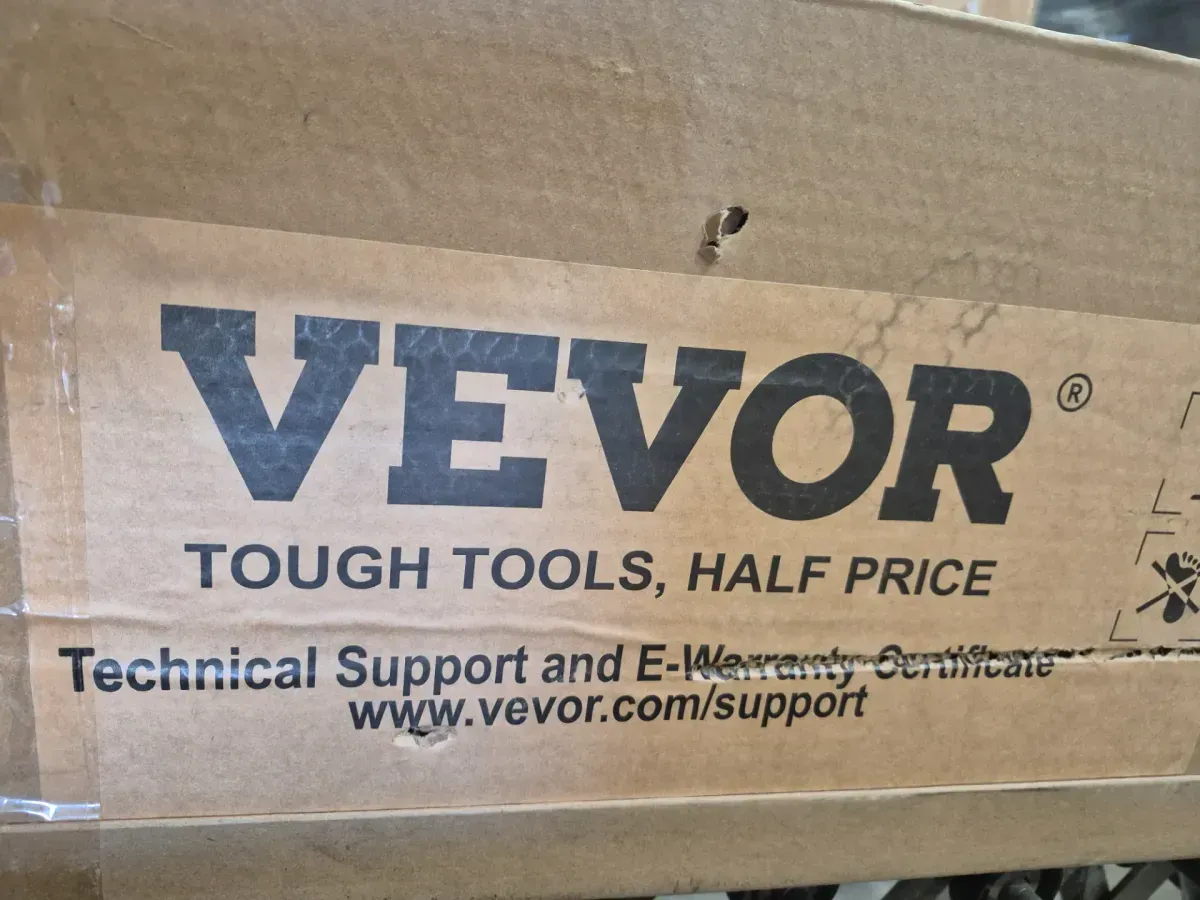 VEVOR®
TOUGH TOOLS, HALF PRICE
Technical Support and E-Warranty Certificate
www.vevor.com/support